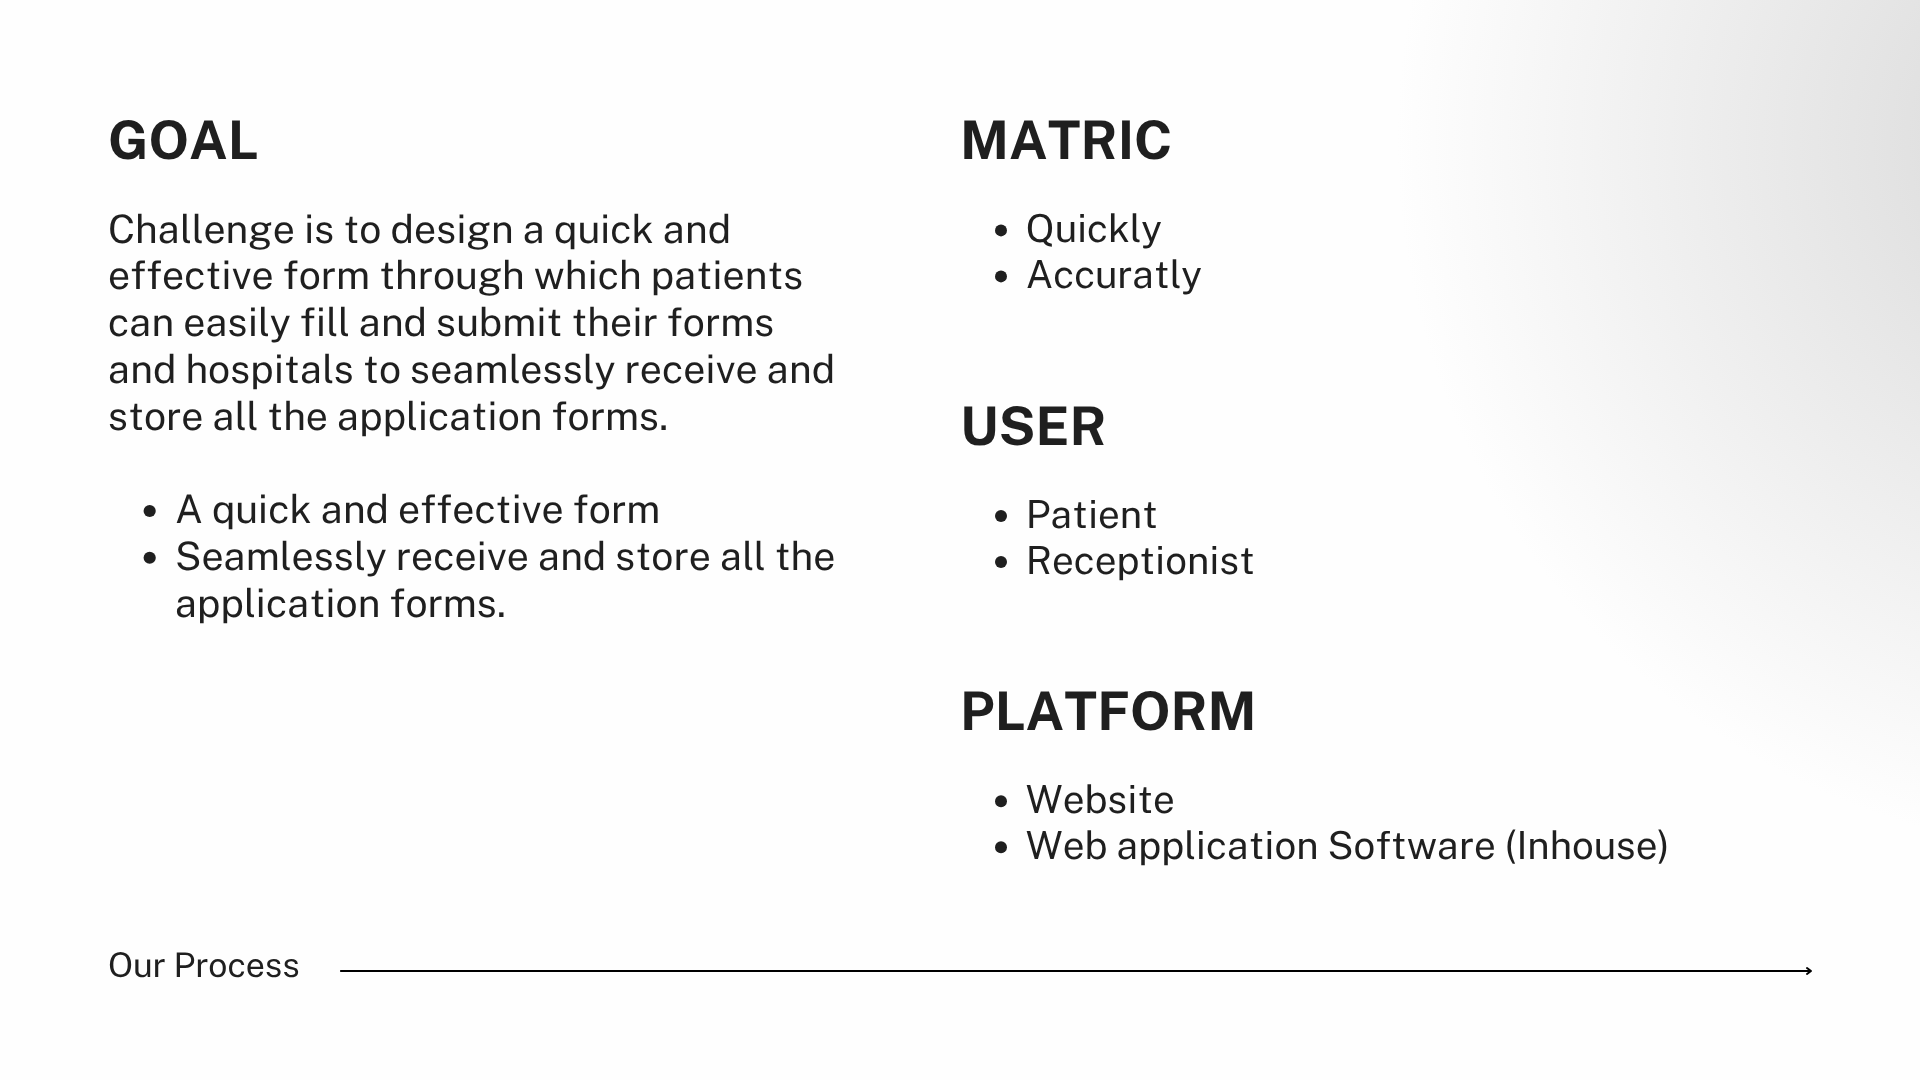 GOAL
Challenge is to design a quick and
effective form through which patients
can easily fill and submit their forms
and hospitals to seamlessly receive and
store all the application forms.
• A quick and effective form
• Seamlessly receive and store all the
application forms.
MATRIC
• Quickly
• Accuratly
USER
• Patient
• Receptionist
PLATFORM
• Website
• Web application Software (Inhouse)
Our Process